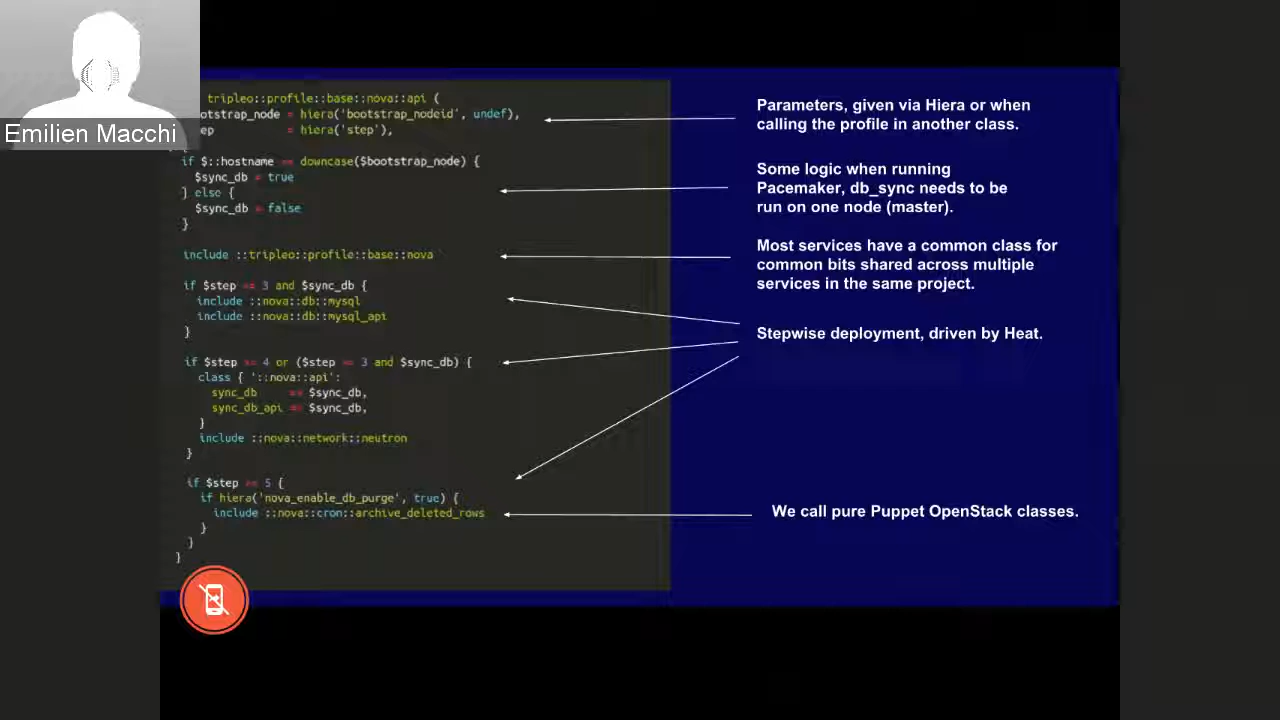 Emilien Macchi
tripleo::profile::base::nova::api (
otstrap_node = hiera('bootstrap_nodeid', undef),
ep = hiera('step'),
if $::hostname == downcase($bootstrap_node) {
$sync_db = true
} else {
$sync_db = false
}
include ::tripleo::profile::base::nova
if $step >= 3 and $sync_db {
include ::nova::db::mysql
include ::nova::db::mysql_api
}
if $step >= 4 or ($step >= 3 and $sync_db) {
class { '::nova::api':
sync_db => $sync_db,
sync_db_api => $sync_db,
}
include ::nova::network::neutron
}
if $step >= 5 {
if hiera('nova_enable_db_purge', true) {
include ::nova::cron::archive_deleted_rows
}
}
}
Parameters, given via Hiera or when
calling the profile in another class.
Some logic when running
Pacemaker, db_sync needs to be
run on one node (master).
Most services have a common class for
common bits shared across multiple
services in the same project.
Stepwise deployment, driven by Heat.
We call pure Puppet OpenStack classes.